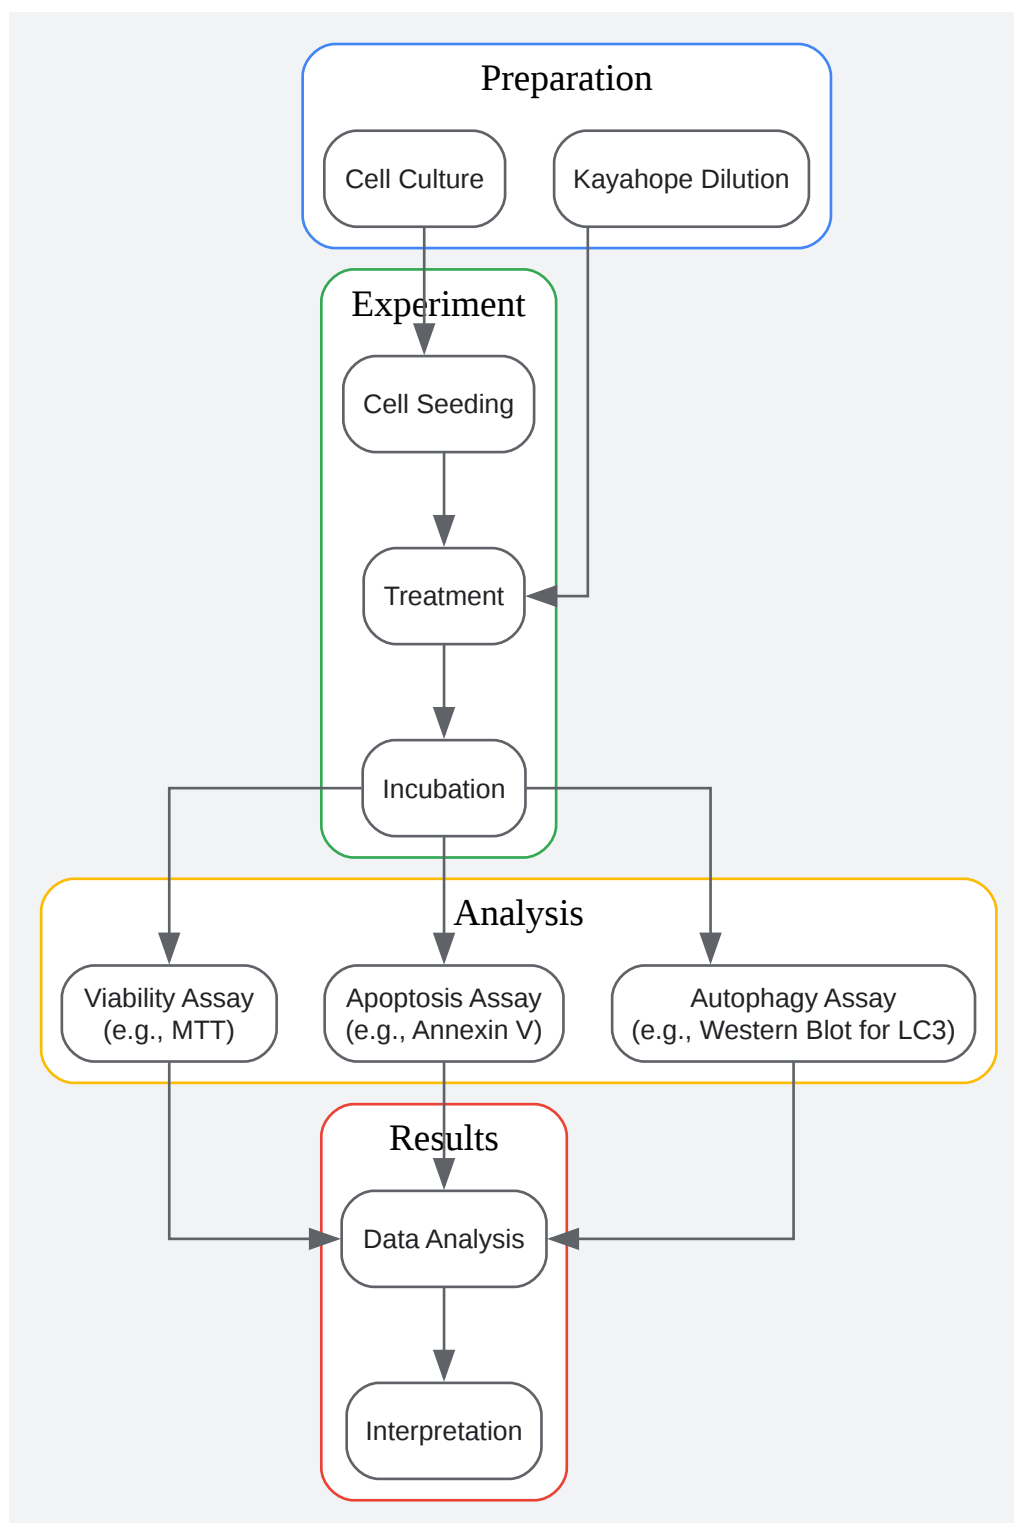 Preparation
Cell Culture
Kayahope Dilution
Experiment
Cell Seeding
Treatment
Incubation
Analysis
Viability Assay
(e.g., MTT)
Apoptosis Assay
(e.g., Annexin V)
Autophagy Assay
(e.g., Western Blot for LC3)
Results
Data Analysis
Interpretation